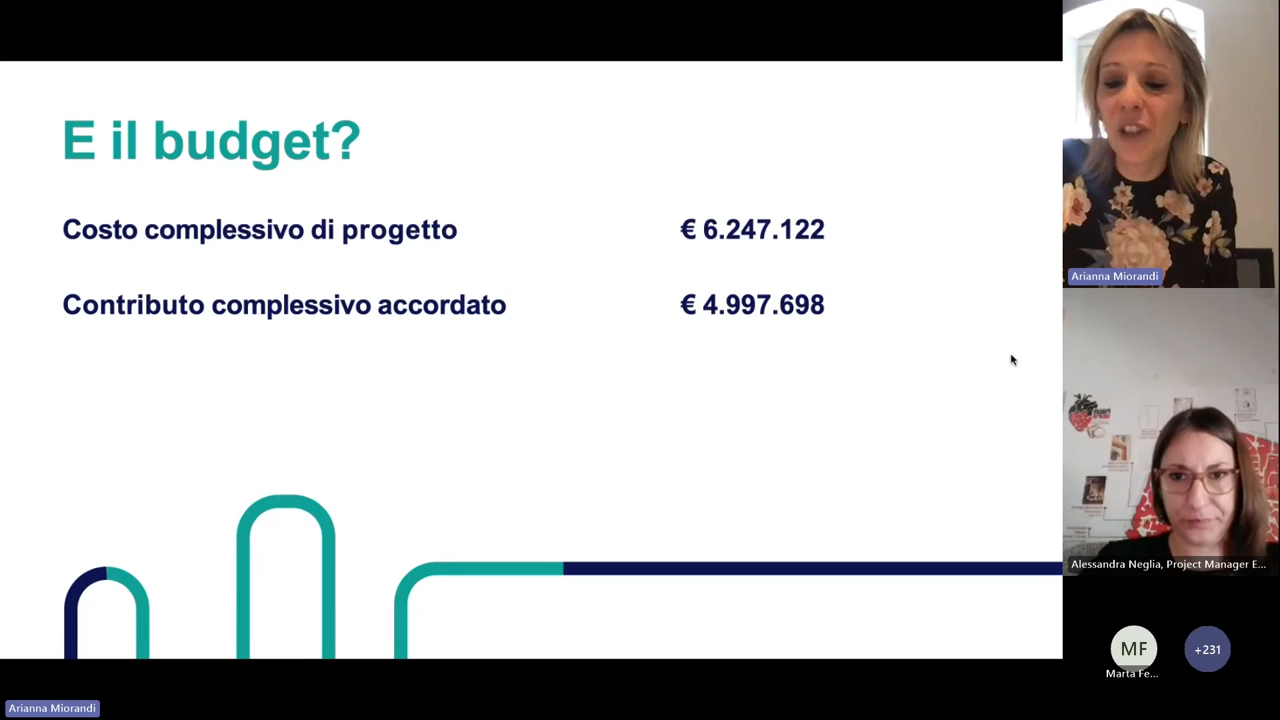 E il budget?
Costo complessivo di progetto € 6.247.122
Contributo complessivo accordato € 4.997.698
Arianna Miorandi
Alessandra Neglia, Project Manager E...
MF
+231
Marta Fe...
Arianna Miorandi